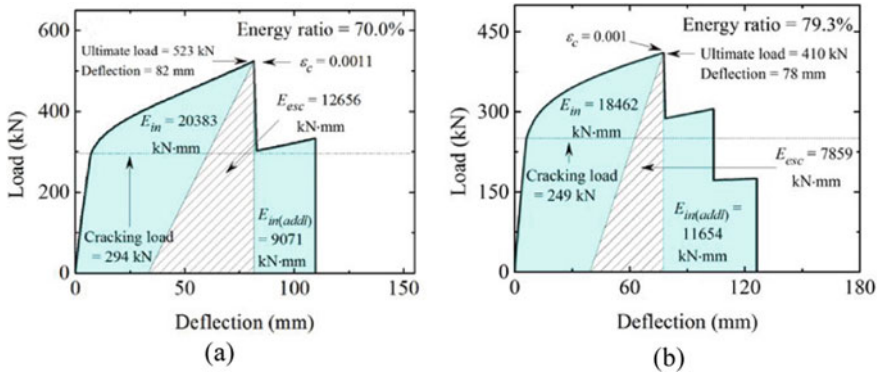 600
450
300
150
0
Load (kN)
Energy ratio = 70.0%
Ultimate load = 523 kN
Deflection = 82 mm
εc = 0.0011
Eesc = 12656
kN·mm
Ein = 20383
kN·mm
Cracking load
= 294 kN
Ein(addl)
= 9071
kN·mm
0 50 100 150
Deflection (mm)
(a)
450
300
150
0
Load (kN)
Energy ratio = 79.3%
εc = 0.001
Ultimate load = 410 kN
Deflection = 78 mm
Ein = 18462
kN·mm
Eesc = 7859
kN·mm
Cracking load
= 249 kN
Ein(addl) =
11654
kN·mm
0 60 120 180
Deflection (mm)
(b)